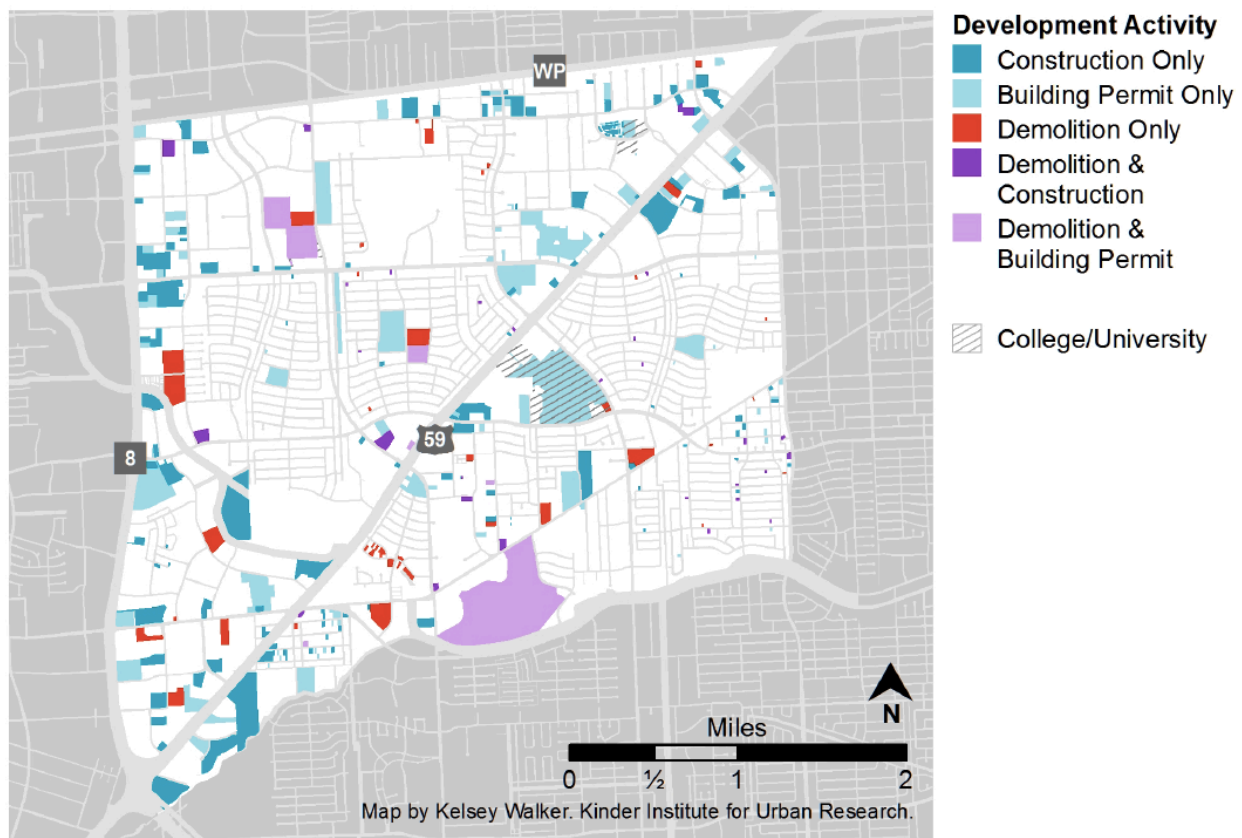 Development Activity
Construction Only
Building Permit Only
Demolition Only
Demolition &
Construction
Demolition &
Building Permit
College/University
WP
59
8
N
Miles
0 ½ 1 2
Map by Kelsey Walker. Kinder Institute for Urban Research.